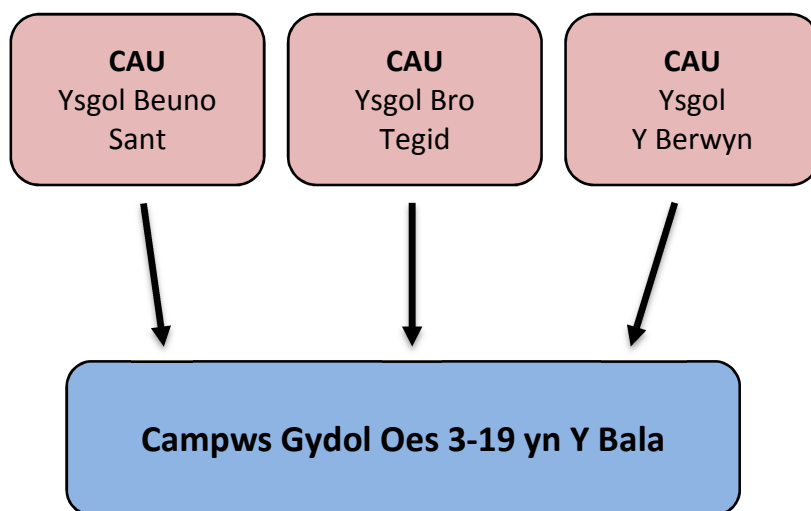 CAU
Ysgol Beuno
Sant
CAU
Ysgol Bro
Tegid
CAU
Ysgol
Y Berwyn
Campws Gydol Oes 3-19 yn Y Bala